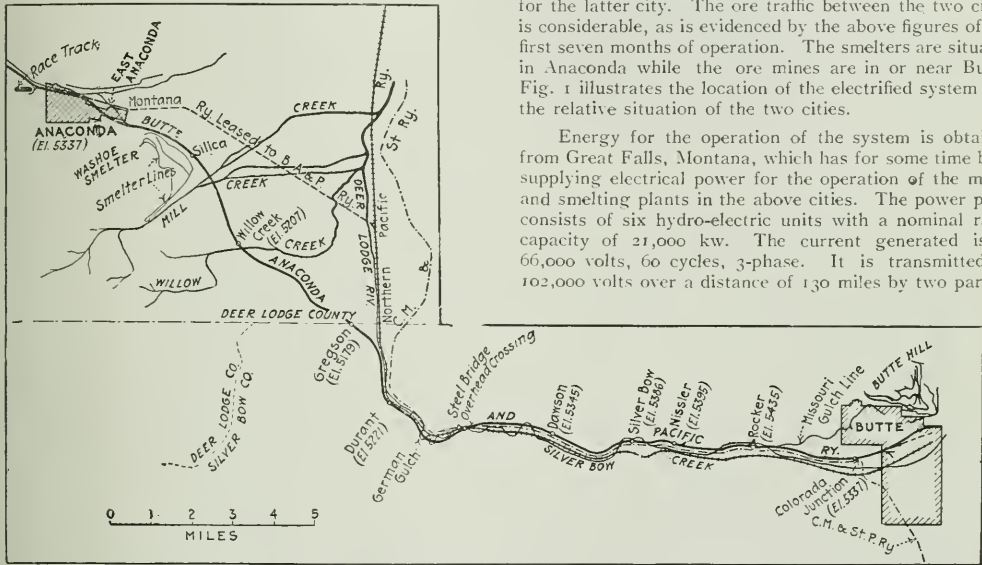 for the latter city. The ore traffic between the two ci
is considerable, as is evidenced by the above figures of
first seven months of operation. The smelters are situa
in Anaconda while the ore mines are in or near Bu
Fig. 1 illustrates the location of the electrified system
the relative situation of the two cities.
Energy for the operation of the system is obta
from Great Falls, Montana, which has for some time b
supplying electrical power for the operation of the m
and smelting plants in the above cities. The power p
consists of six hydro-electric units with a nominal r
capacity of 21,000 kw. The current generated is
66,000 volts, 60 cycles, 3-phase. It is transmitted
102,000 volts over a distance of 130 miles by two par
Race Track
EAST
ANACONDA
Montana
Ry. Leased to B.A.&P. Ry.
CREEK
Ry.
St. Ry.
ANACONDA
(El. 5337)
BUTTE
WASHOE
SMELTER
Silica
Smelter Lines
MILL
CREEK
DEER
LODGE
RIV.
Pacific
Northern
Willow
Creek
(El. 5207)
CREEK
WILLOW
ANACONDA
C.M. &
DEER LODGE COUNTY
Gregson
(El. 5179)
DEER LODGE CO.
SILVER BOW CO.
Durant
(El. 5221)
German
Gulch
Steel Bridge
Overhead Crossing
AND
Dawson
(El. 5345)
SILVER BOW
Silver Bow
(El. 5386)
Nissler
(El. 5395)
PACIFIC
CREEK
Rocker
(El. 5435)
Missouri
Gulch Line
RY.
BUTTE HILL
BUTTE
Colorada
Junction
(El. 5337)
C.M. & St. P. Ry
0 1 2 3 4 5
MILES